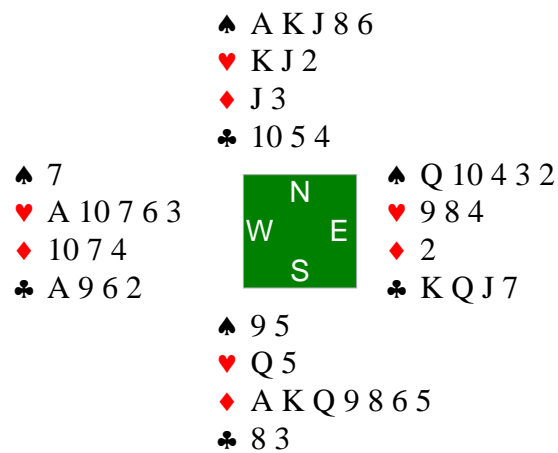 ♠ A K J 8 6
♥ K J 2
♦ J 3
♣ 10 5 4
♠ 7
♥ A 10 7 6 3
♦ 10 7 4
♣ A 9 6 2
N
W E
S
♠ Q 10 4 3 2
♥ 9 8 4
♦ 2
♣ K Q J 7
♠ 9 5
♥ Q 5
♦ A K Q 9 8 6 5
♣ 8 3